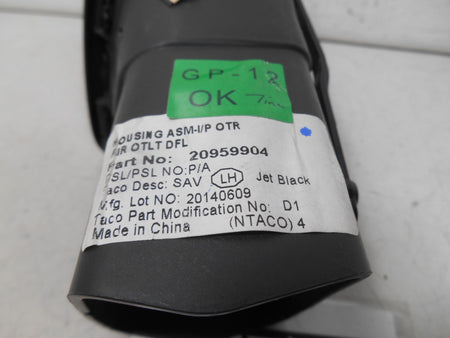 GP-12
OK
HOUSING ASM-I/P OTR
AIR OTLT DFL
Part No: 20959904
GSL/PSL NO:P/A
Taco Desc: SAV LH Jet Black
Mfg. Lot NO: 20140609
Taco Part Modification No: D1
Made in China (NTACO) 4